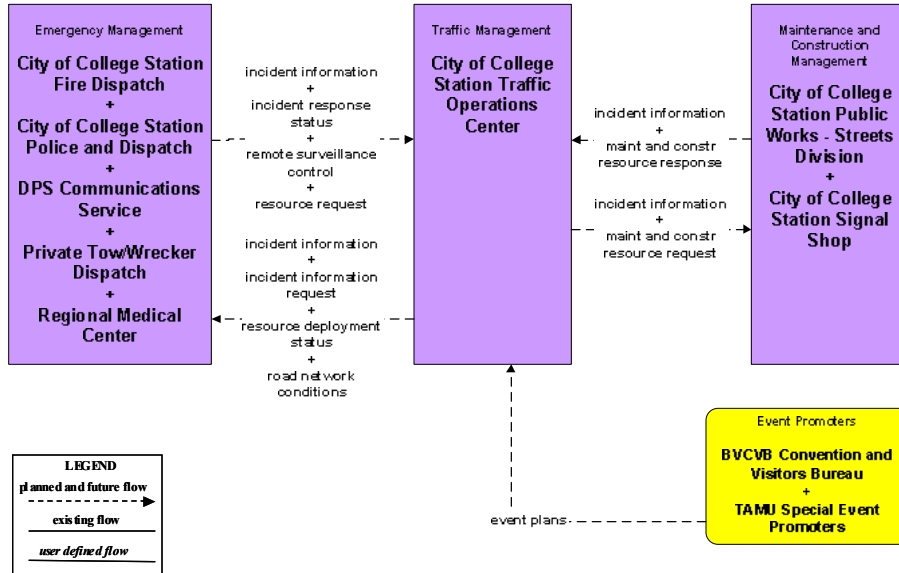 Emergency Management
City of College Station
Fire Dispatch
+
City of College Station
Police and Dispatch
+
DPS Communications
Service
+
Private Tow/Wrecker
Dispatch
+
Regional Medical
Center
incident information
+
incident response
status
+
remote surveillance
control
+
resource request
incident information
+
incident information
request
+
resource deployment
status
+
road network
conditions
Traffic Management
City of College
Station Traffic
Operations
Center
incident information
+
maint and constr
resource response
incident information
+
maint and constr
resource request
Maintenance and
Construction
Management
City of College
Station Public
Works - Streets
Division
+
City of College
Station Signal
Shop
Event Promoters
BVCVB Convention and
Visitors Bureau
+
TAMU Special Event
Promoters
event plans
LEGEND
planned and future flow
existing flow
user defined flow